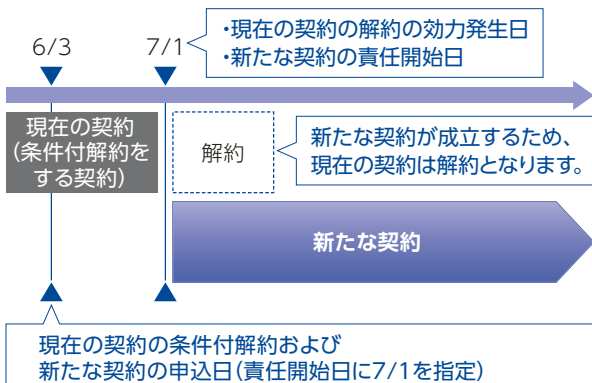 6/3
7/1
・現在の契約の解約の効力発生日
・新たな契約の責任開始日
現在の契約
(条件付解約を
する契約)
解約
新たな契約が成立するため、
現在の契約は解約となります。
新たな契約
現在の契約の条件付解約および
新たな契約の申込日(責任開始日に7/1を指定)